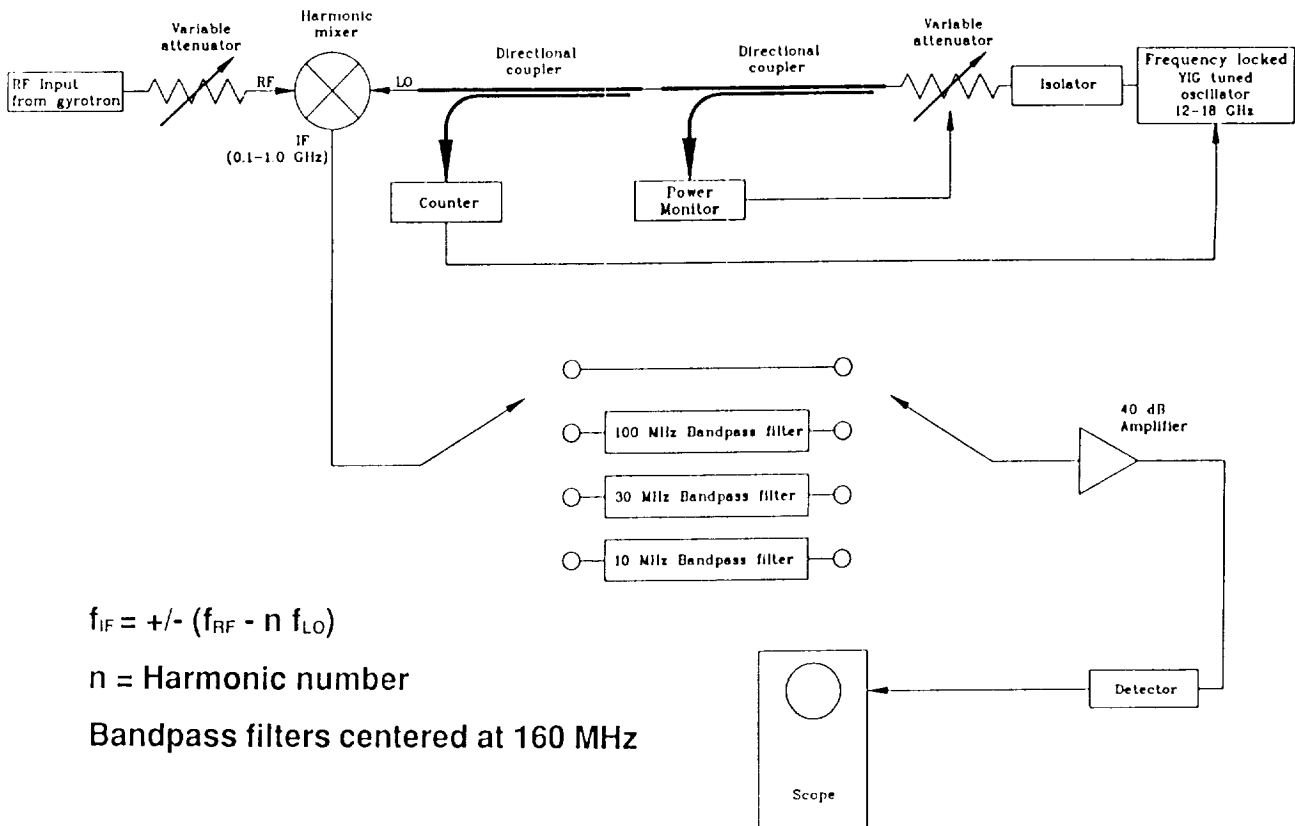 Harmonic
mixer
Variable
attenuator
Directional
coupler
Directional
coupler
Variable
attenuator
RF Input
from gyrotron
RF
LO
Isolator
Frequency locked
YIG tuned
oscillator
12-18 GHz
IF
(0.1-1.0 GHz)
Counter
Power
Monitor
40 dB
Amplifier
100 MHz Bandpass filter
30 MHz Bandpass filter
10 MHz Bandpass filter
f_IF = +/- (f_RF - n f_LO)
n = Harmonic number
Bandpass filters centered at 160 MHz
Detector
Scope